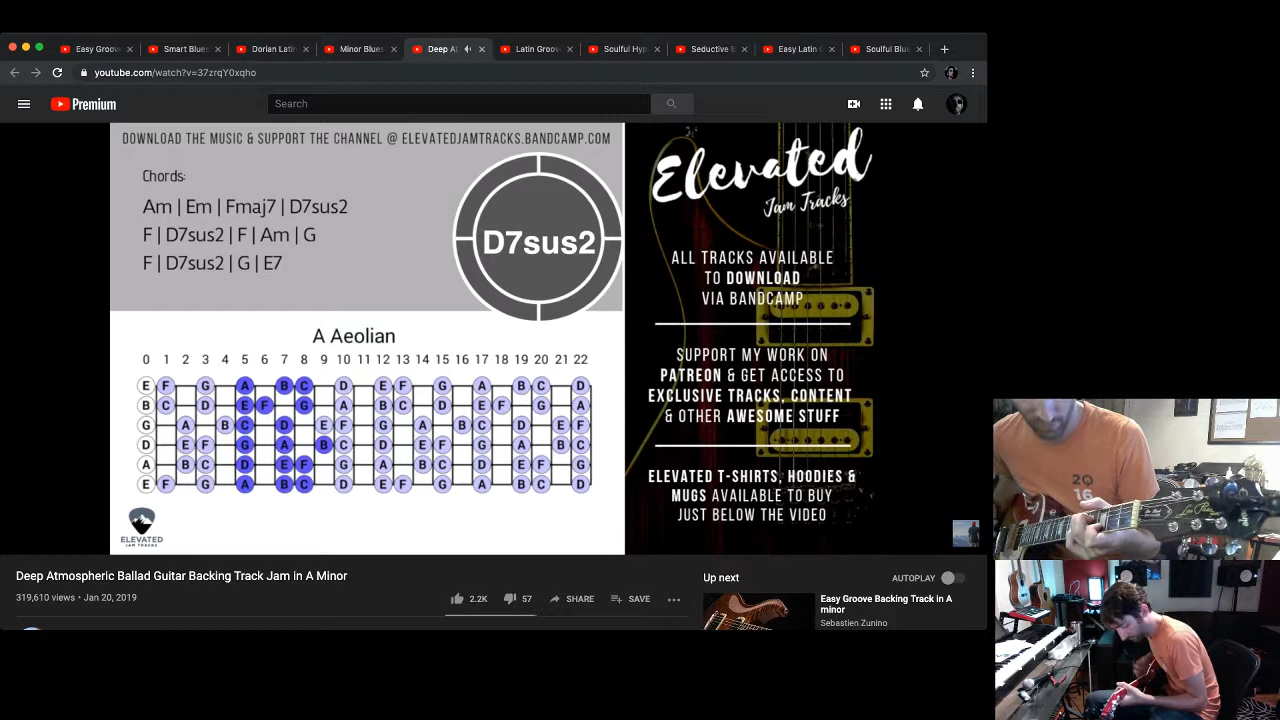 Easy Groove
Smart Blues
Dorian Latin
Minor Blues
Deep At
Latin Groov
Soulful Hyp
Seductive B
Easy Latin G
Soulful Blue
youtube.com/watch?v=37zrqY0xqho
Premium
Search
DOWNLOAD THE MUSIC & SUPPORT THE CHANNEL @ ELEVATEDJAMTRACKS.BANDCAMP.COM
Chords:
Am | Em | Fmaj7 | D7sus2
F | D7sus2 | F | Am | G
F | D7sus2 | G | E7
D7sus2
A Aeolian
0 1 2 3 4 5 6 7 8 9 10 11 12 13 14 15 16 17 18 19 20 21 22
E F G A B C D E F G A B C D
B C D E F G A B C D E F G A
G A B C D E F G A B C D E F
D E F G A B C D E F G A B C
A B C D E F G A B C D E F G
E F G A B C D E F G A B C D
ELEVATED
JAM TRACKS
Elevated
Jam Tracks
ALL TRACKS AVAILABLE
TO DOWNLOAD
VIA BANDCAMP
SUPPORT MY WORK ON
PATREON & GET ACCESS TO
EXCLUSIVE TRACKS, CONTENT
& OTHER AWESOME STUFF
ELEVATED T-SHIRTS, HOODIES &
MUGS AVAILABLE TO BUY
JUST BELOW THE VIDEO
Deep Atmospheric Ballad Guitar Backing Track Jam in A Minor
319,610 views • Jan 20, 2019
2.2K
57
SHARE
SAVE
Up next
AUTOPLAY
Easy Groove Backing Track in A
minor
Sebastien Zunino
2Q
16